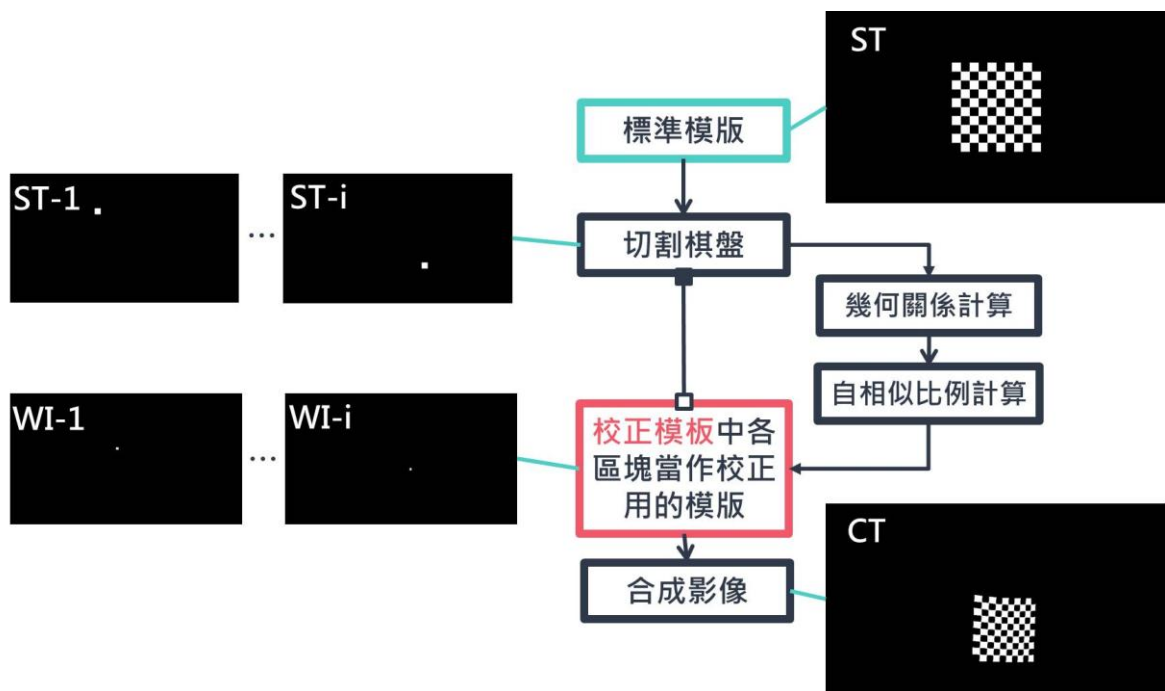 ST
標準模版
ST-1
...
ST-i
切割棋盤
幾何關係計算
自相似比例計算
WI-1
...
WI-i
校正模板中各
區塊當作校正
用的模版
CT
合成影像